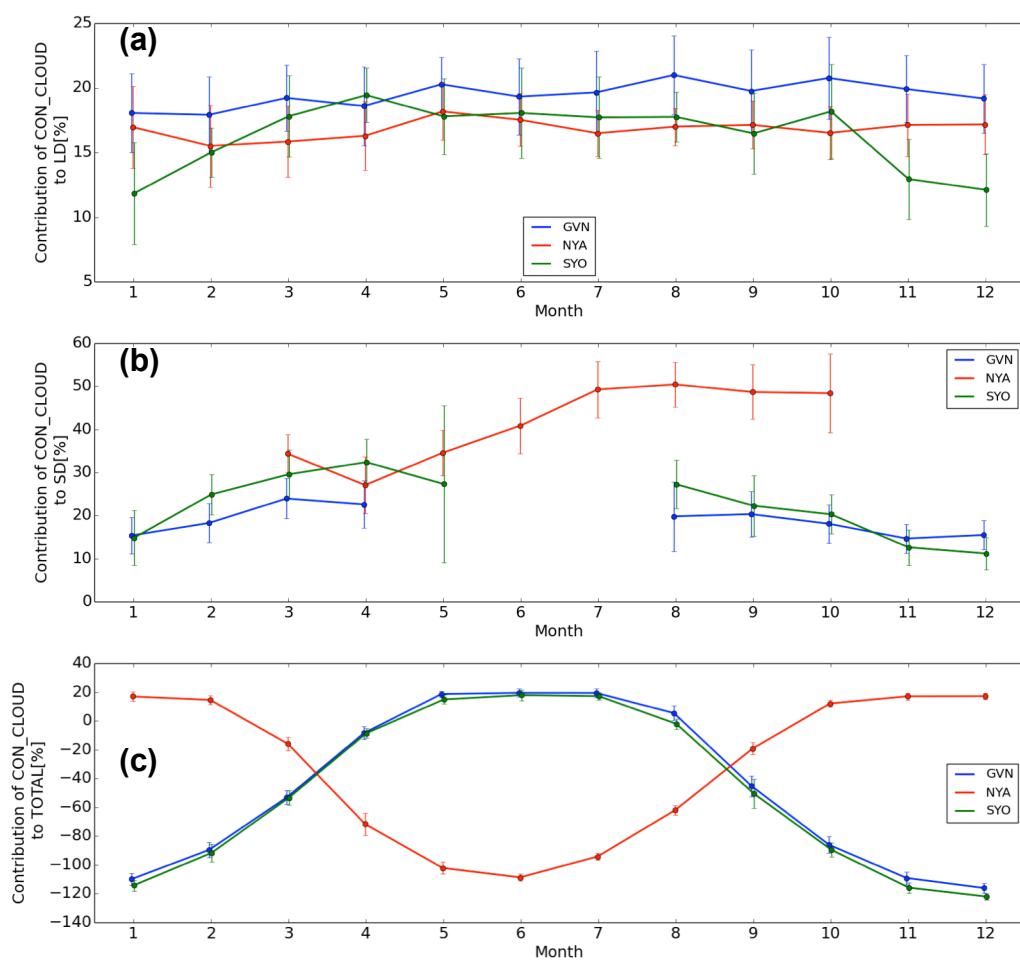 (a)
Contribution of CON_CLOUD
to LD[%]
25
20
15
10
5
GVN
NYA
SYO
1 2 3 4 5 6 7 8 9 10 11 12
Month
(b)
Contribution of CON_CLOUD
to SD[%]
60
50
40
30
20
10
0
GVN
NYA
SYO
1 2 3 4 5 6 7 8 9 10 11 12
Month
(c)
Contribution of CON_CLOUD
to TOTAL[%]
40
20
0
−20
−40
−60
−80
−100
−120
−140
GVN
NYA
SYO
1 2 3 4 5 6 7 8 9 10 11 12
Month